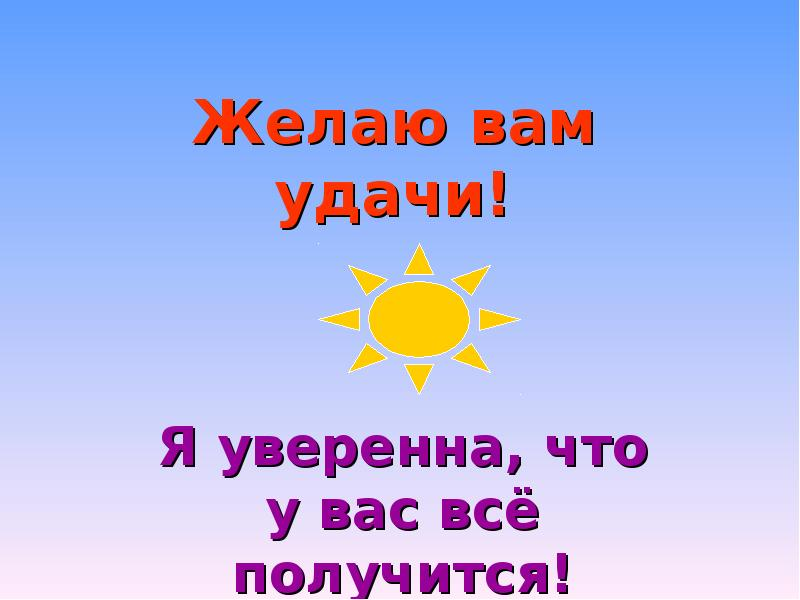 Желаю вам
удачи!
Я уверенна, что
у вас всё
получится!